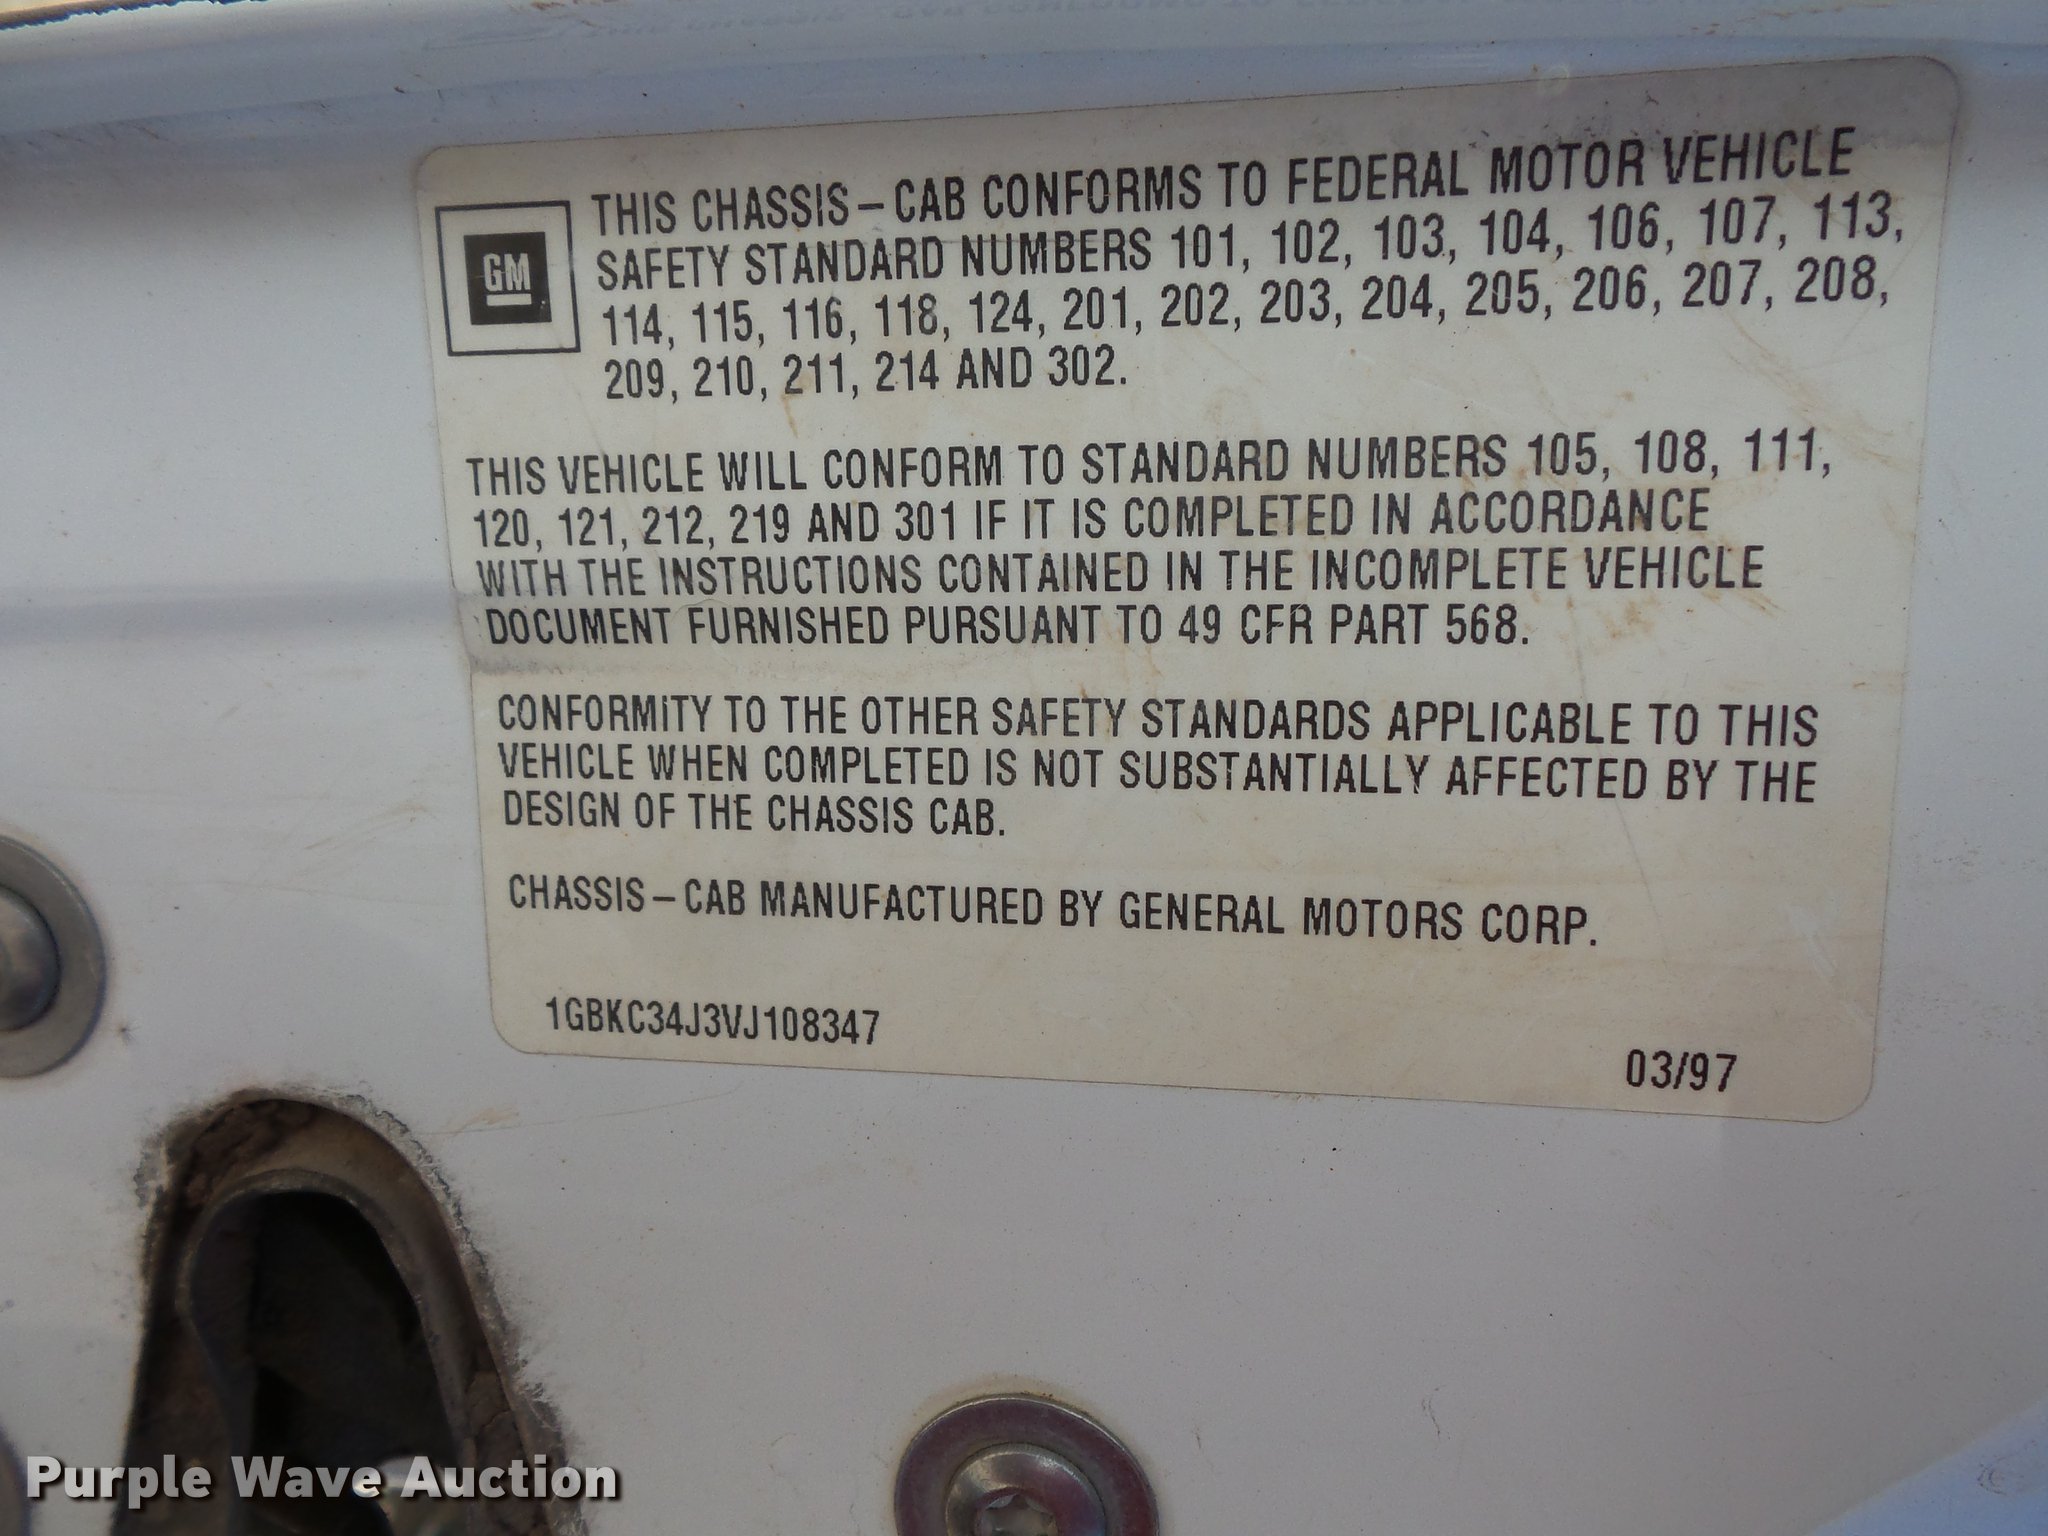 GM
THIS CHASSIS – CAB CONFORMS TO FEDERAL MOTOR VEHICLE
SAFETY STANDARD NUMBERS 101, 102, 103, 104, 106, 107, 113,
114, 115, 116, 118, 124, 201, 202, 203, 204, 205, 206, 207, 208,
209, 210, 211, 214 AND 302.
THIS VEHICLE WILL CONFORM TO STANDARD NUMBERS 105, 108, 111,
120, 121, 212, 219 AND 301 IF IT IS COMPLETED IN ACCORDANCE
WITH THE INSTRUCTIONS CONTAINED IN THE INCOMPLETE VEHICLE
DOCUMENT FURNISHED PURSUANT TO 49 CFR PART 568.
CONFORMITY TO THE OTHER SAFETY STANDARDS APPLICABLE TO THIS
VEHICLE WHEN COMPLETED IS NOT SUBSTANTIALLY AFFECTED BY THE
DESIGN OF THE CHASSIS CAB.
CHASSIS – CAB MANUFACTURED BY GENERAL MOTORS CORP.
1GBKC34J3VJ108347
03/97
Purple Wave Auction